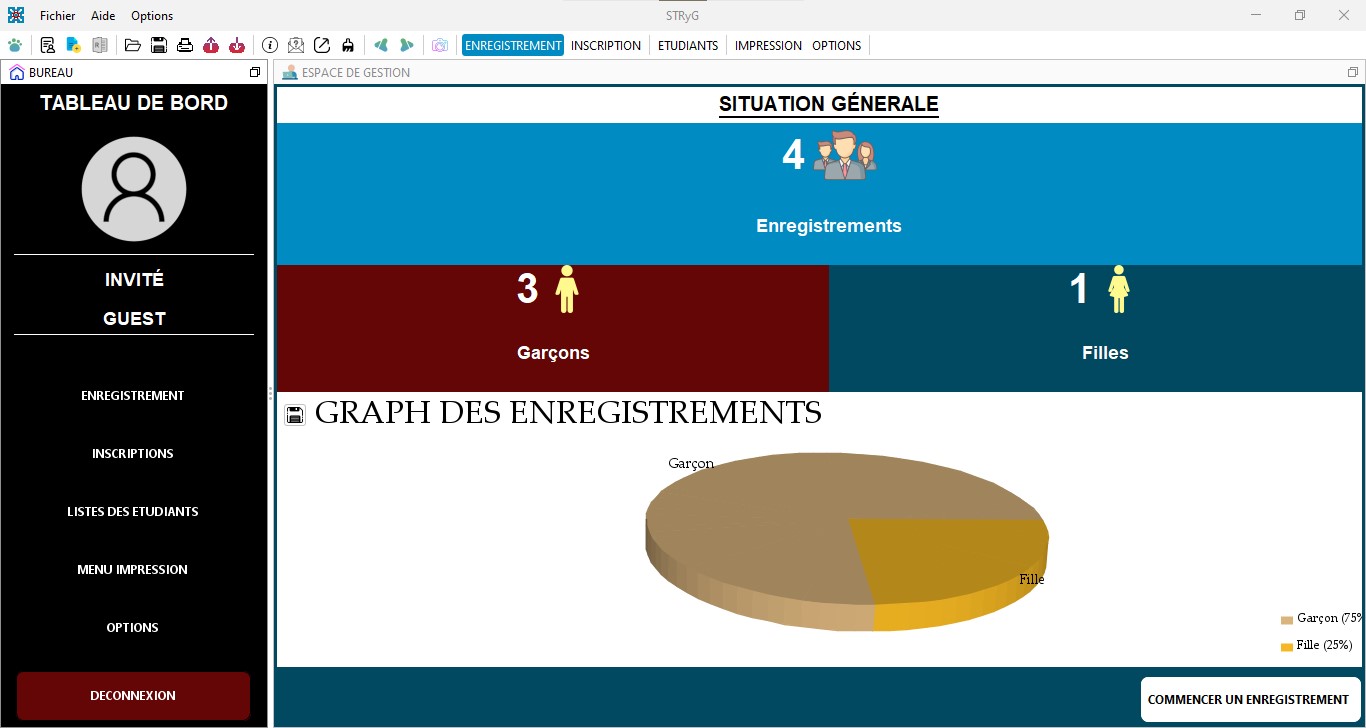 Fichier Aide Options
STRyG
ENREGISTREMENT INSCRIPTION ETUDIANTS IMPRESSION OPTIONS
BUREAU
TABLEAU DE BORD
INVITÉ
GUEST
ENREGISTREMENT
INSCRIPTIONS
LISTES DES ETUDIANTS
MENU IMPRESSION
OPTIONS
DECONNEXION
ESPACE DE GESTION
SITUATION GÉNERALE
4
Enregistrements
3
Garçons
1
Filles
GRAPH DES ENREGISTREMENTS
Garçon
Fille
Garçon (75%
Fille (25%)
COMMENCER UN ENREGISTREMENT